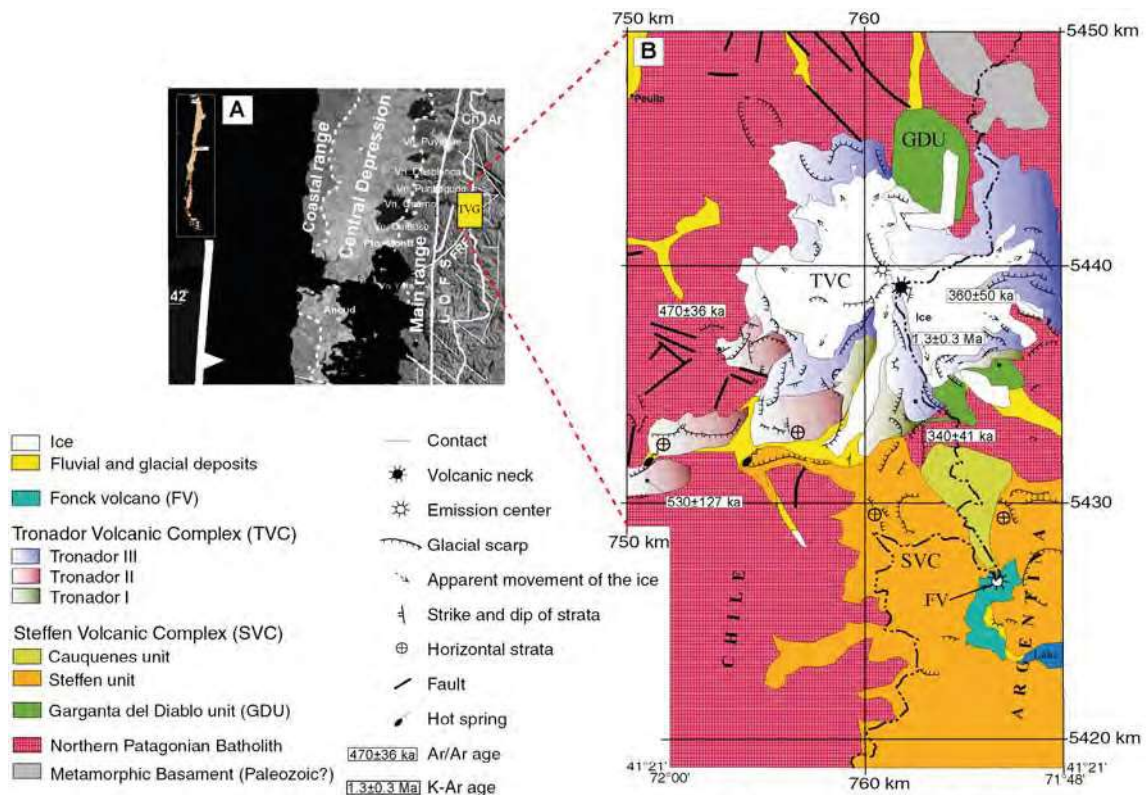 750 km
760
5450 km
B
Peulla
GDU
A
Ch
Ar
Coastal range
Central Depression
Main range
TVG
42°
Ancud
L O F S
TVC
5440
470±36 ka
360±50 ka
Ice
1.3±0.3 Ma
340±41 ka
530±127 ka
5430
750 km
SVC
FV
CHILE
ARGENTINA
Lake
5420 km
41°21'
72°00'
760 km
41°21'
71°48'
Ice
Fluvial and glacial deposits
Fonck volcano (FV)
Tronador Volcanic Complex (TVC)
Tronador III
Tronador II
Tronador I
Steffen Volcanic Complex (SVC)
Cauquenes unit
Steffen unit
Garganta del Diablo unit (GDU)
Northern Patagonian Batholith
Metamorphic Basament (Paleozoic?)
Contact
Volcanic neck
Emission center
Glacial scarp
Apparent movement of the ice
Strike and dip of strata
Horizontal strata
Fault
Hot spring
470±36 ka Ar/Ar age
1.3±0.3 Ma K-Ar age